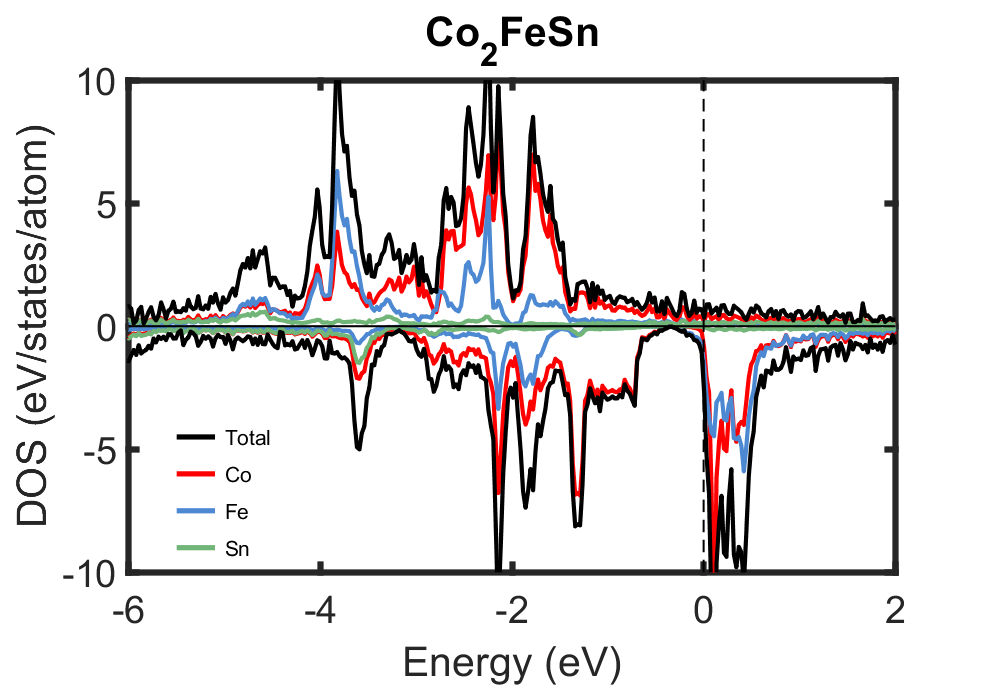 Co2FeSn
DOS (eV/states/atom)
10
5
0
-5
-10
Total
Co
Fe
Sn
-6 -4 -2 0 2
Energy (eV)